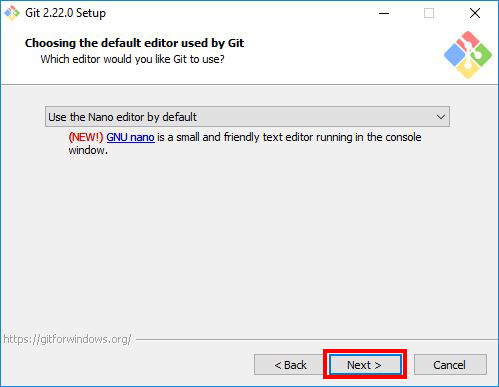 Git 2.22.0 Setup
Choosing the default editor used by Git
Which editor would you like Git to use?
Use the Nano editor by default
(NEW!) GNU nano is a small and friendly text editor running in the console
window.
https://gitforwindows.org/
< Back
Next >
Cancel